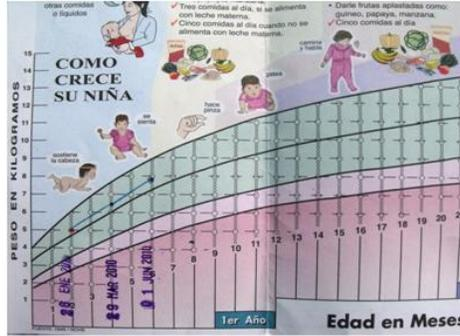 otras comidas
o líquidos
✓ Tres comidas al día, si se alimenta
con leche materna.
✓ Cinco comidas al día cuando no se
alimenta con leche materna.
• Darle frutas aplastadas como:
guineo, papaya, manzana.
✓ Cinco comidas al día
COMO
CRECE
SU NIÑA
sostiene
la cabeza
se
sienta
hace
pinza
gatea
camina
y habla
PESO EN KILOGRAMOS
15
14
13
12
11
10
9
8
7
6
5
4
3
2
1
28 ENE 2010
29 MAR 2010
01 JUN 2010
3
7
8
9
10
11
12
13
14
15
16
17
18
19
20
1er Año
Edad en Meses